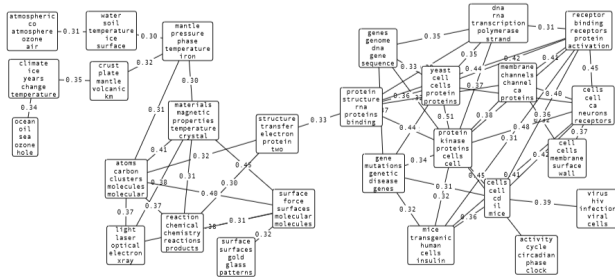 atmospheric
co
atmosphere
ozone
air
0.31
water
soil
temperature
ice
surface
0.30
mantle
pressure
phase
temperature
iron
climate
ice
years
change
temperature
0.35
crust
plate
mantle
volcanic
km
0.32
0.34
ocean
oil
sea
ozone
hole
0.30
0.31
materials
magnetic
properties
temperature
crystal
structure
transfer
electron
protein
two
0.33
0.41
0.32
atoms
carbon
clusters
molecules
molecular
0.38
0.31
0.30
0.40
surface
force
surfaces
molecular
molecules
0.37
0.37
light
laser
optical
electron
xray
reaction
chemical
chemistry
reactions
products
0.31
surface
surfaces
gold
glass
patterns
0.32
dna
rna
transcription
polymerase
strand
0.31
receptor
binding
receptors
protein
activation
genes
genome
dna
gene
sequence
0.35
0.35
0.33
0.44
0.42
0.41
0.45
yeast
cell
cells
protein
proteins
0.37
membrane
channels
channel
ca
proteins
0.40
cells
cell
ca
neurons
receptors
protein
structure
rna
proteins
binding
0.36
0.51
0.38
0.36
0.44
0.48
0.37
protein
kinase
proteins
cells
cell
0.31
cell
cells
membrane
surface
wall
gene
mutations
genetic
disease
genes
0.34
0.45
0.41
0.31
0.32
cells
cell
cd
il
mice
0.39
virus
hiv
infection
viral
cells
0.32
0.36
mice
transgenic
human
cells
insulin
activity
cycle
circadian
phase
clock